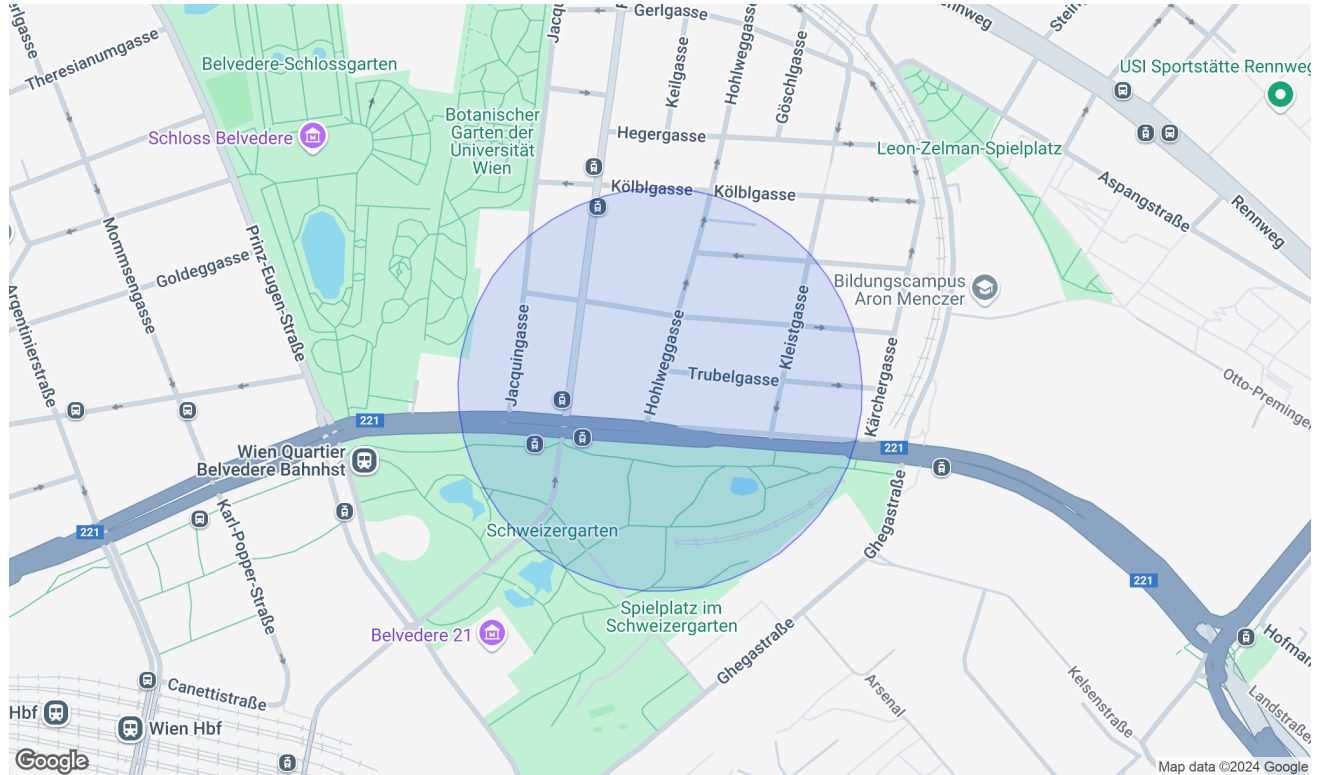 Gerlgasse
Theresianumgasse
Belvedere-Schlossgarten
Schloss Belvedere
Botanischer
Garten der
Universität
Wien
Keilgasse
Hohlweggasse
Göschlgasse
Hegergasse
Kölblgasse
Kölblgasse
Rennweg
USI Sportstätte Rennweg
Leon-Zelman-Spielplatz
Aspangstraße
Rennweg
Mommsengasse
Goldeggasse
Prinz-Eugen-Straße
Argentinierstraße
Bildungscampus
Aron Menczer
Jacquingasse
Hohlweggasse
Kleistgasse
Trubelgasse
Kärchergasse
221
221
221
221
Wien Quartier
Belvedere Bahnhst
Karl-Popper-Straße
Schweizergarten
Ghegastraße
Spielplatz im
Schweizergarten
Belvedere 21
Ghegastraße
Arsenal
Kelsenstraße
Canettistraße
Hbf
Wien Hbf
Google
Map data ©2024 Google